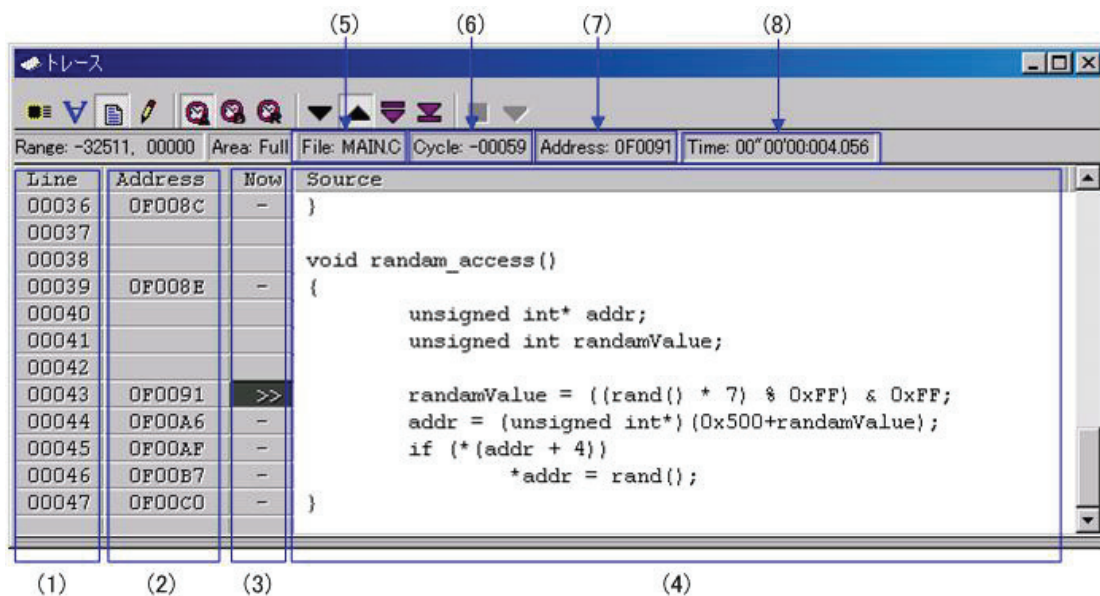 (5) (6) (7) (8)
トレース
Range: -32511, 00000 Area: Full File: MAIN.C Cycle: -00059 Address: 0F0091 Time: 00"00'00:004.056
Line Address Now Source
00036 0F008C - }
00037
00038 void randam_access()
00039 0F008E - {
00040 unsigned int* addr;
00041 unsigned int randamValue;
00042
00043 0F0091 >> randamValue = ((rand() * 7) % 0xFF) & 0xFF;
00044 0F00A6 - addr = (unsigned int*)(0x500+randamValue);
00045 0F00AF - if (*(addr + 4))
00046 0F00B7 - *addr = rand();
00047 0F00C0 - }
(1) (2) (3) (4)